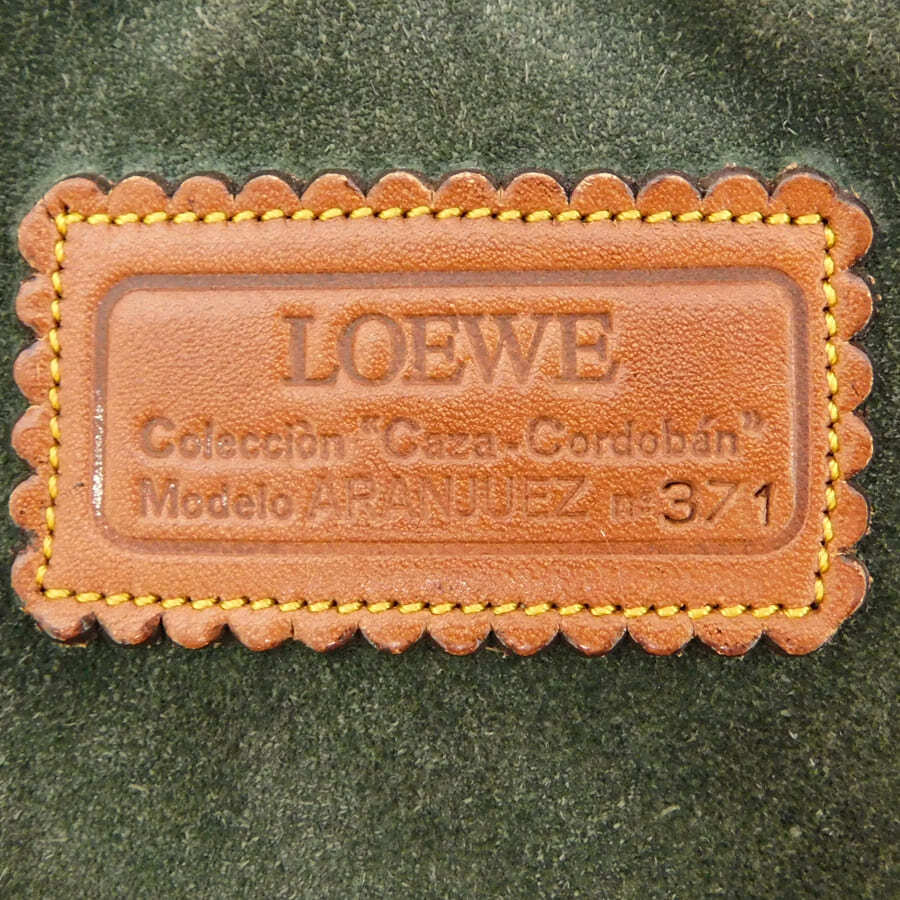 LOEWE
Colección "Caza-Cordobán"
Modelo ARANJUEZ nº 371